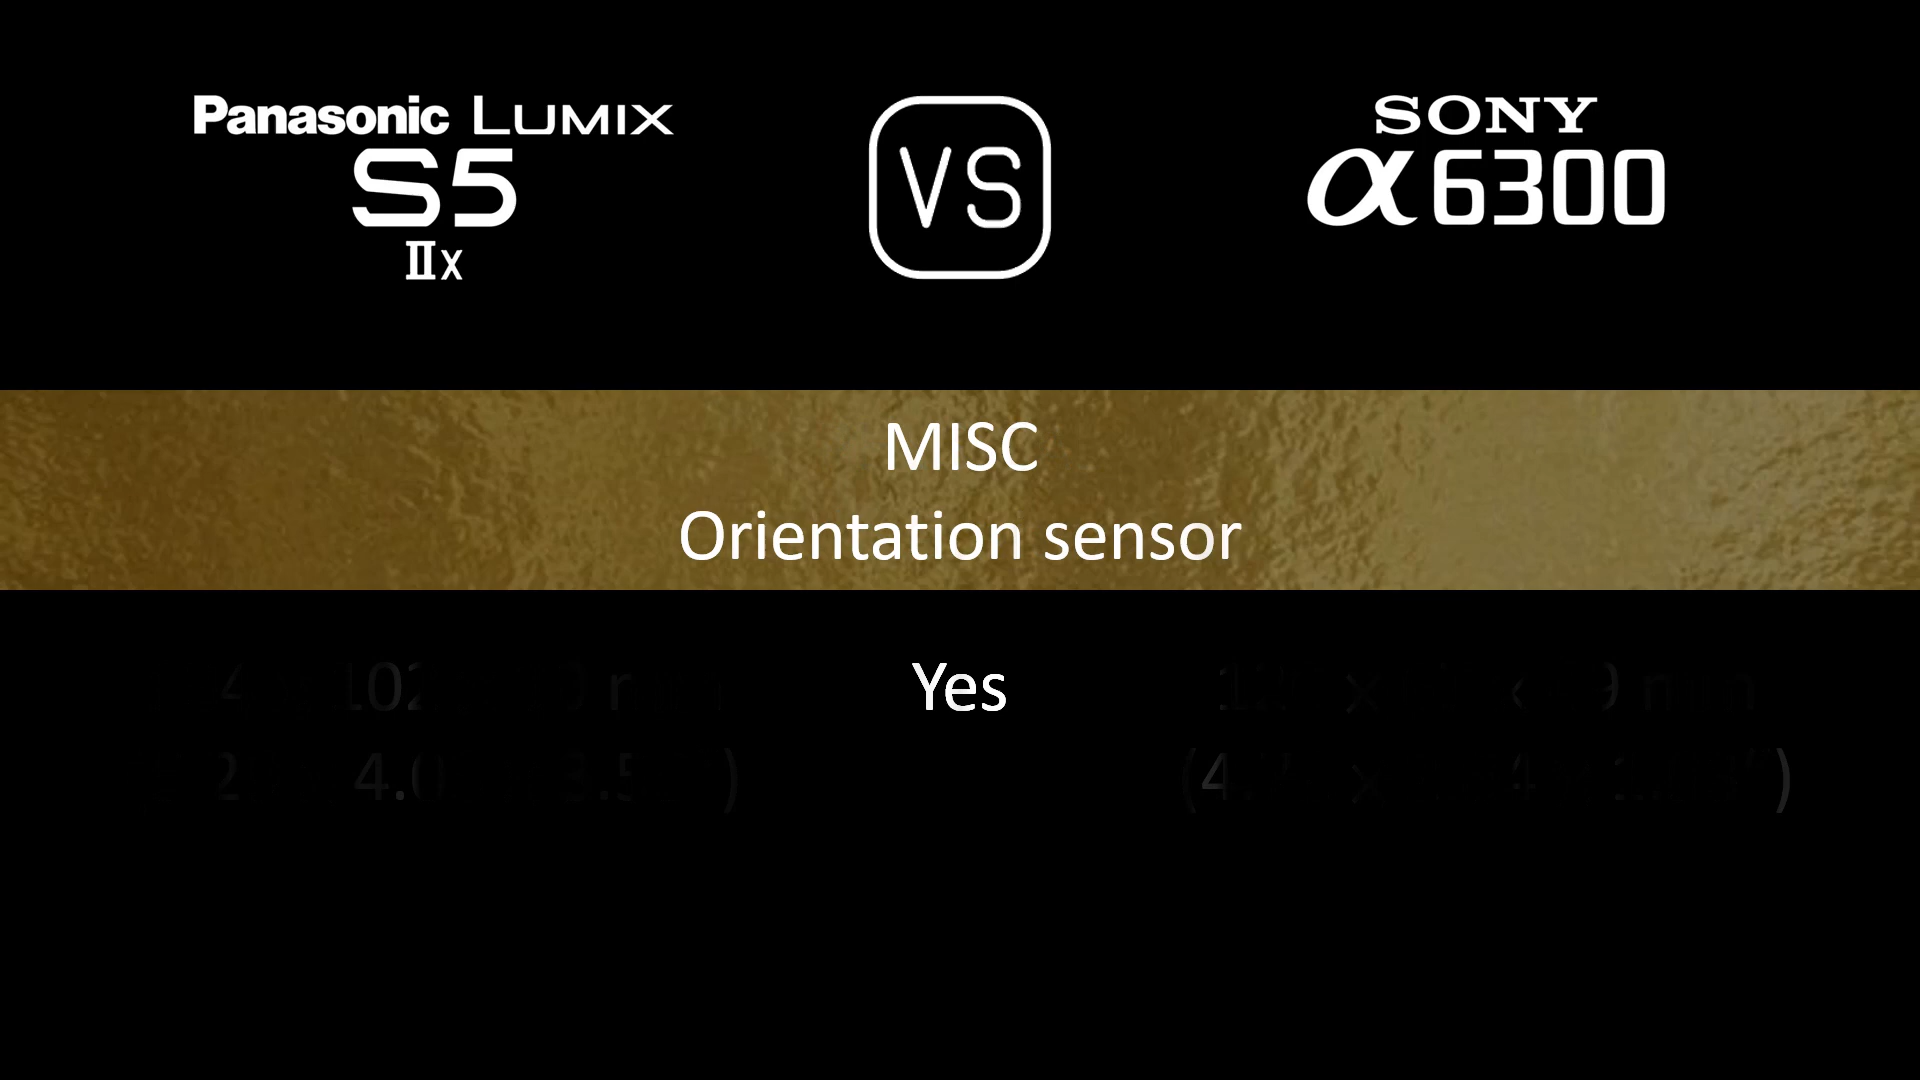 Panasonic LUMIX
S5
IIx
VS
SONY
α6300
MISC
Orientation sensor
Yes